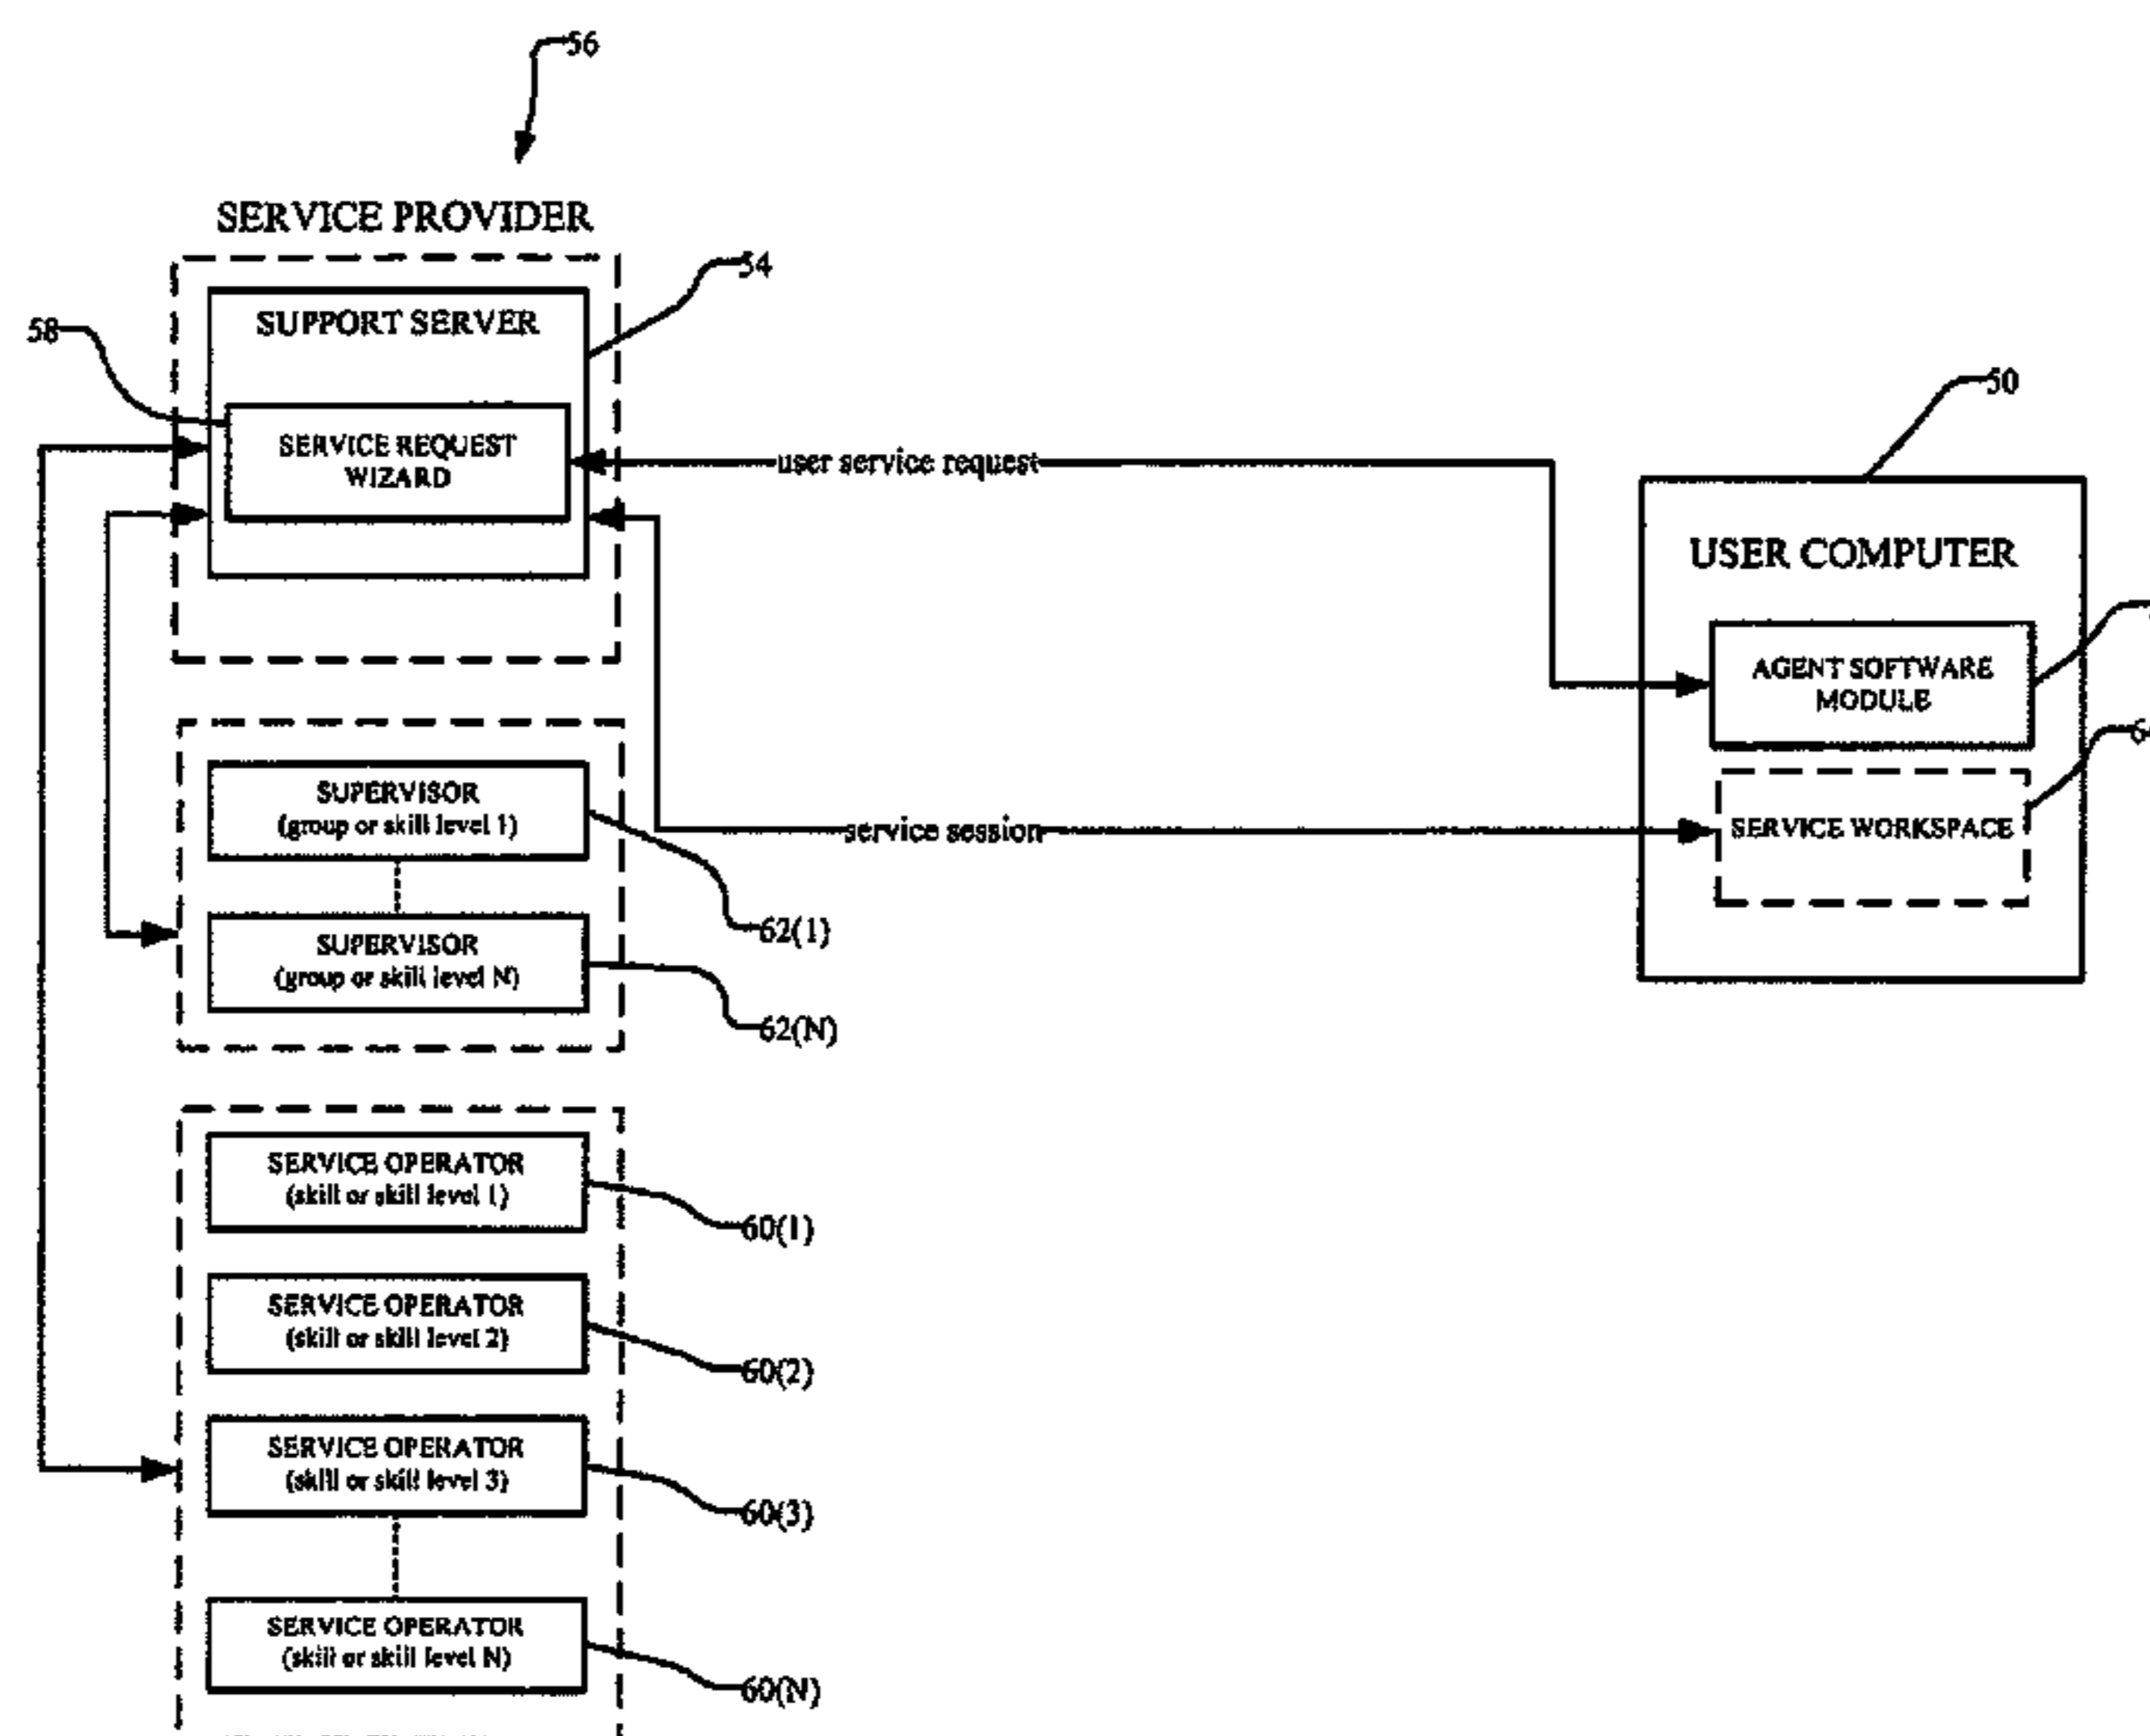 56
SERVICE PROVIDER
54
SUPPORT SERVER
58
SERVICE REQUEST
WIZARD
user service request
50
USER COMPUTER
AGENT SOFTWARE
MODULE
SERVICE WORKSPACE
service session
SUPERVISOR
(group or skill level 1)
62(1)
SUPERVISOR
(group or skill level N)
62(N)
SERVICE OPERATOR
(skill or skill level 1)
60(1)
SERVICE OPERATOR
(skill or skill level 2)
60(2)
SERVICE OPERATOR
(skill or skill level 3)
60(3)
SERVICE OPERATOR
(skill or skill level N)
60(N)